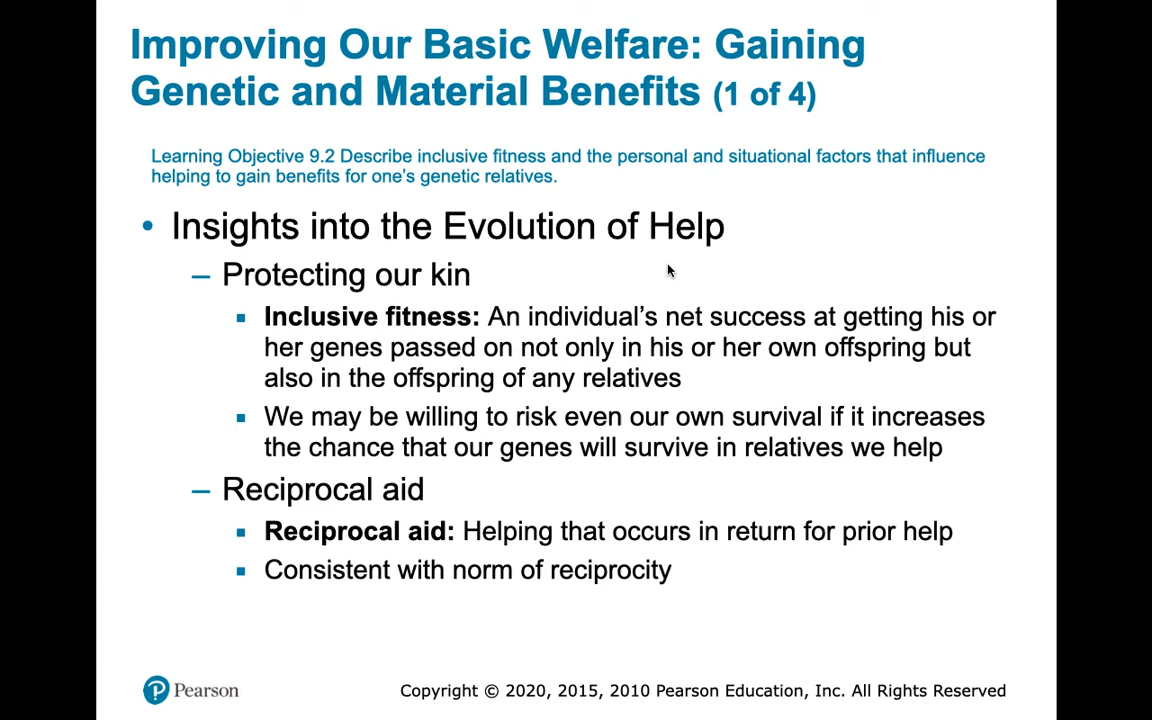 Improving Our Basic Welfare: Gaining
Genetic and Material Benefits (1 of 4)
Learning Objective 9.2 Describe inclusive fitness and the personal and situational factors that influence
helping to gain benefits for one’s genetic relatives.
• Insights into the Evolution of Help
– Protecting our kin
▪ Inclusive fitness: An individual’s net success at getting his or
her genes passed on not only in his or her own offspring but
also in the offspring of any relatives
▪ We may be willing to risk even our own survival if it increases
the chance that our genes will survive in relatives we help
– Reciprocal aid
▪ Reciprocal aid: Helping that occurs in return for prior help
▪ Consistent with norm of reciprocity
P Pearson
Copyright © 2020, 2015, 2010 Pearson Education, Inc. All Rights Reserved